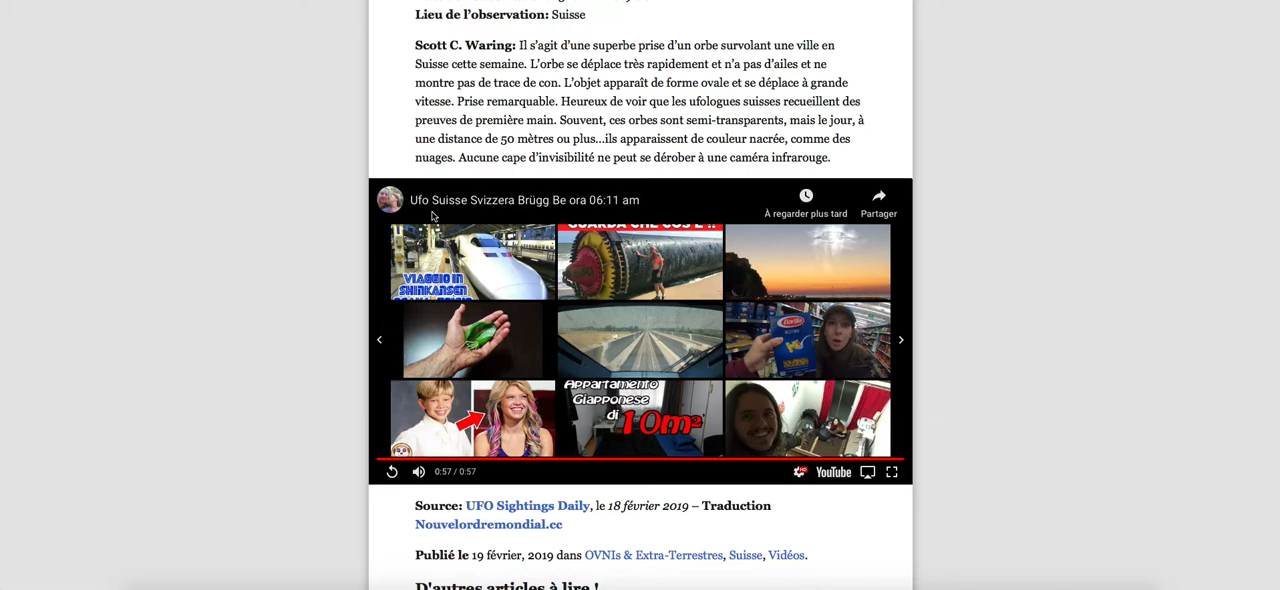 Lieu de l'observation: Suisse
Scott C. Waring: Il s'agit d'une superbe prise d'un orbe survolant une ville en
Suisse cette semaine. L'orbe se déplace très rapidement et n'a pas d'ailes et ne
montre pas de trace de con. L'objet apparaît de forme ovale et se déplace à grande
vitesse. Prise remarquable. Heureux de voir que les ufologues suisses recueillent des
preuves de première main. Souvent, ces orbes sont semi-transparents, mais le jour, à
une distance de 50 mètres ou plus...ils apparaissent de couleur nacrée, comme des
nuages. Aucune cape d'invisibilité ne peut se dérober à une caméra infrarouge.
Ufo Suisse Svizzera Brügg Be ora 06:11 am
À regarder plus tard
Partager
GUARDA CHE COS'È !!
VIAGGIO IN
SHINKANSEN
Barilla
Appartamento
Giapponese
di 10m²
0:57 / 0:57
HD
YouTube
Source: UFO Sightings Daily, le 18 février 2019 – Traduction
Nouvelordremondial.cc
Publié le 19 février, 2019 dans OVNIs & Extra-Terrestres, Suisse, Vidéos.
D'autres articles à lire !